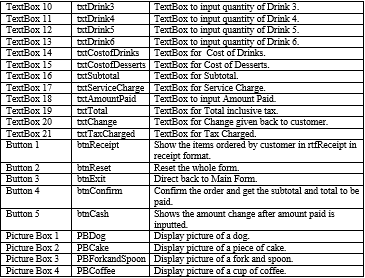 TextBox 10 txtDrink3 TextBox to input quantity of Drink 3.
TextBox 11 txtDrink4 TextBox to input quantity of Drink 4.
TextBox 12 txtDrink5 TextBox to input quantity of Drink 5.
TextBox 13 txtDrink6 TextBox to input quantity of Drink 6.
TextBox 14 txtCostofDrinks TextBox for Cost of Drinks.
TextBox 15 txtCostofDesserts TextBox for Cost of Desserts.
TextBox 16 txtSubtotal TextBox for Subtotal.
TextBox 17 txtServiceCharge TextBox for Service Charge.
TextBox 18 txtAmountPaid TextBox to input Amount Paid.
TextBox 19 txtTotal TextBox for Total inclusive tax.
TextBox 20 txtChange TextBox for Change given back to customer.
TextBox 21 txtTaxCharged TextBox for Tax Charged.
Button 1 btnReceipt Show the items ordered by customer in rtfReceipt in
receipt format.
Button 2 btnReset Reset the whole form.
Button 3 btnExit Direct back to Main Form.
Button 4 btnConfirm Confirm the order and get the subtotal and total to be
paid.
Button 5 btnCash Shows the amount change after amount paid is
inputted.
Picture Box 1 PBDog Display picture of a dog.
Picture Box 2 PBCake Display picture of a piece of cake.
Picture Box 3 PBForkandSpoon Display picture of a fork and spoon.
Picture Box 4 PBCoffee Display picture of a cup of coffee.